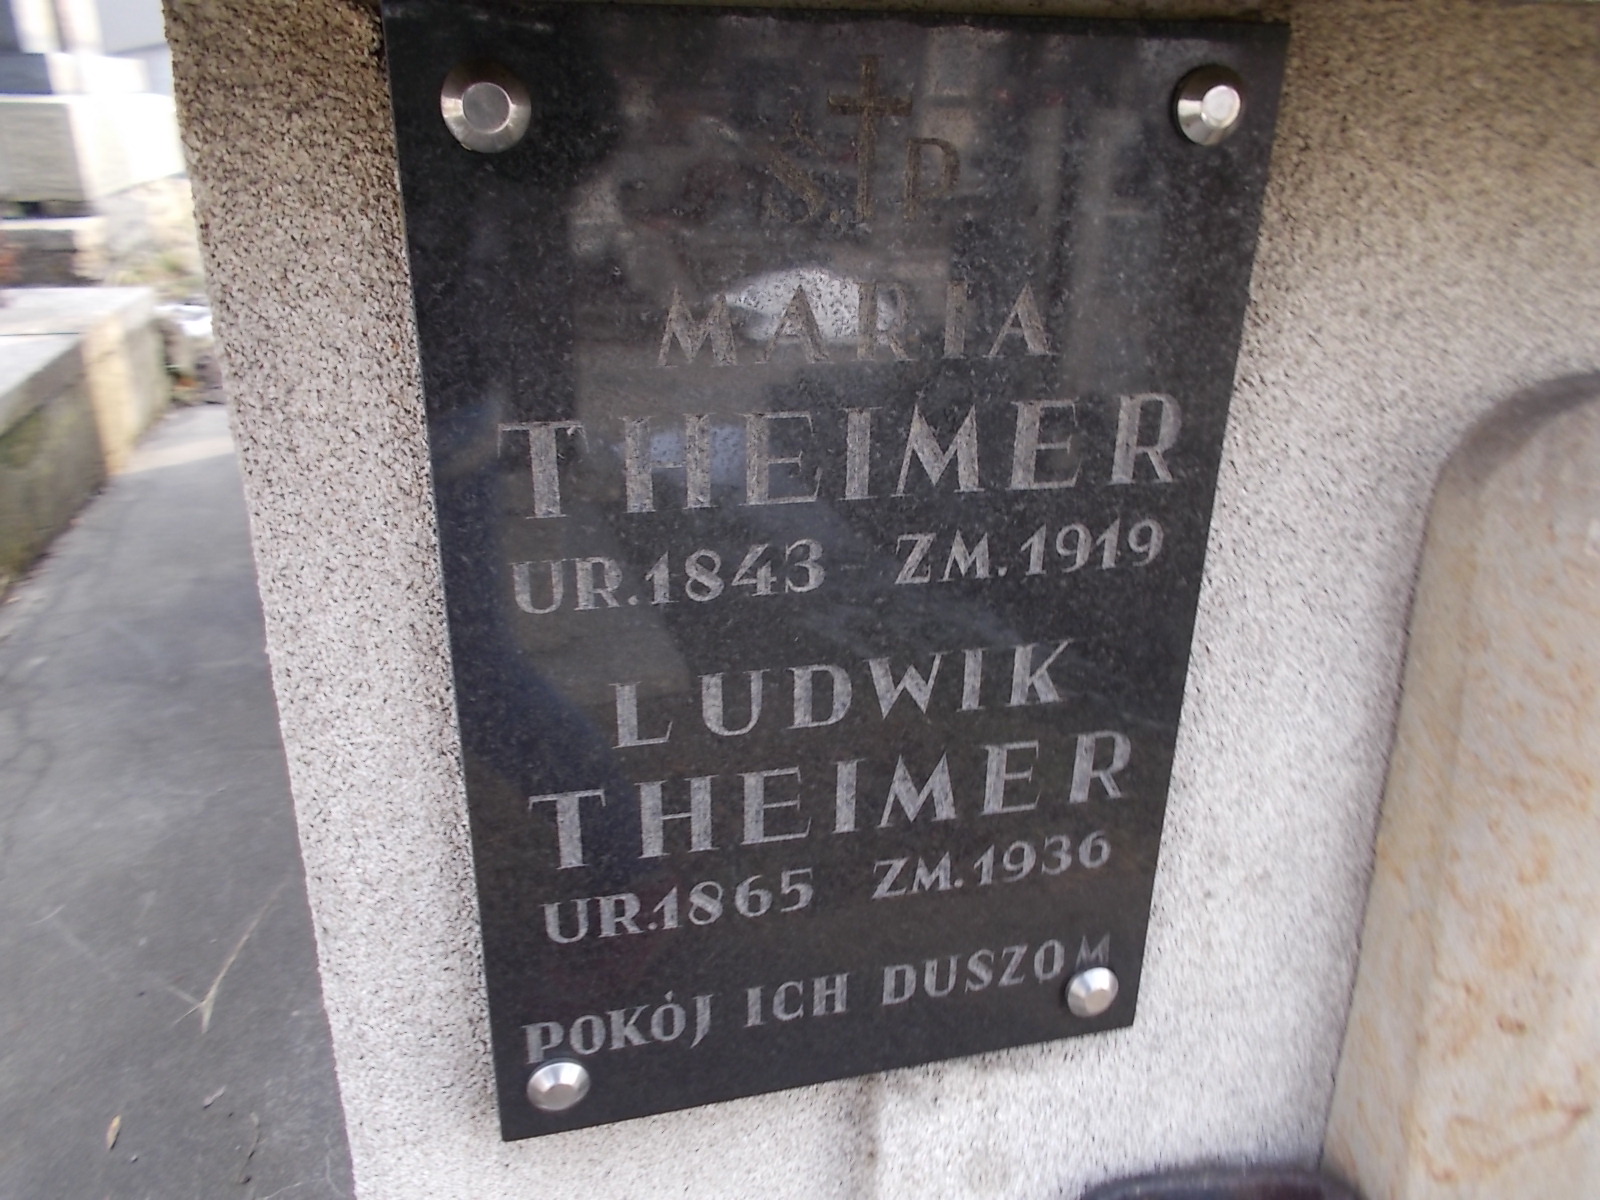 Ś.†P.
MARIA
THEIMER
UR.1843 ZM.1919
LUDWIK
THEIMER
UR.1865 ZM.1936
POKÓJ ICH DUSZOM